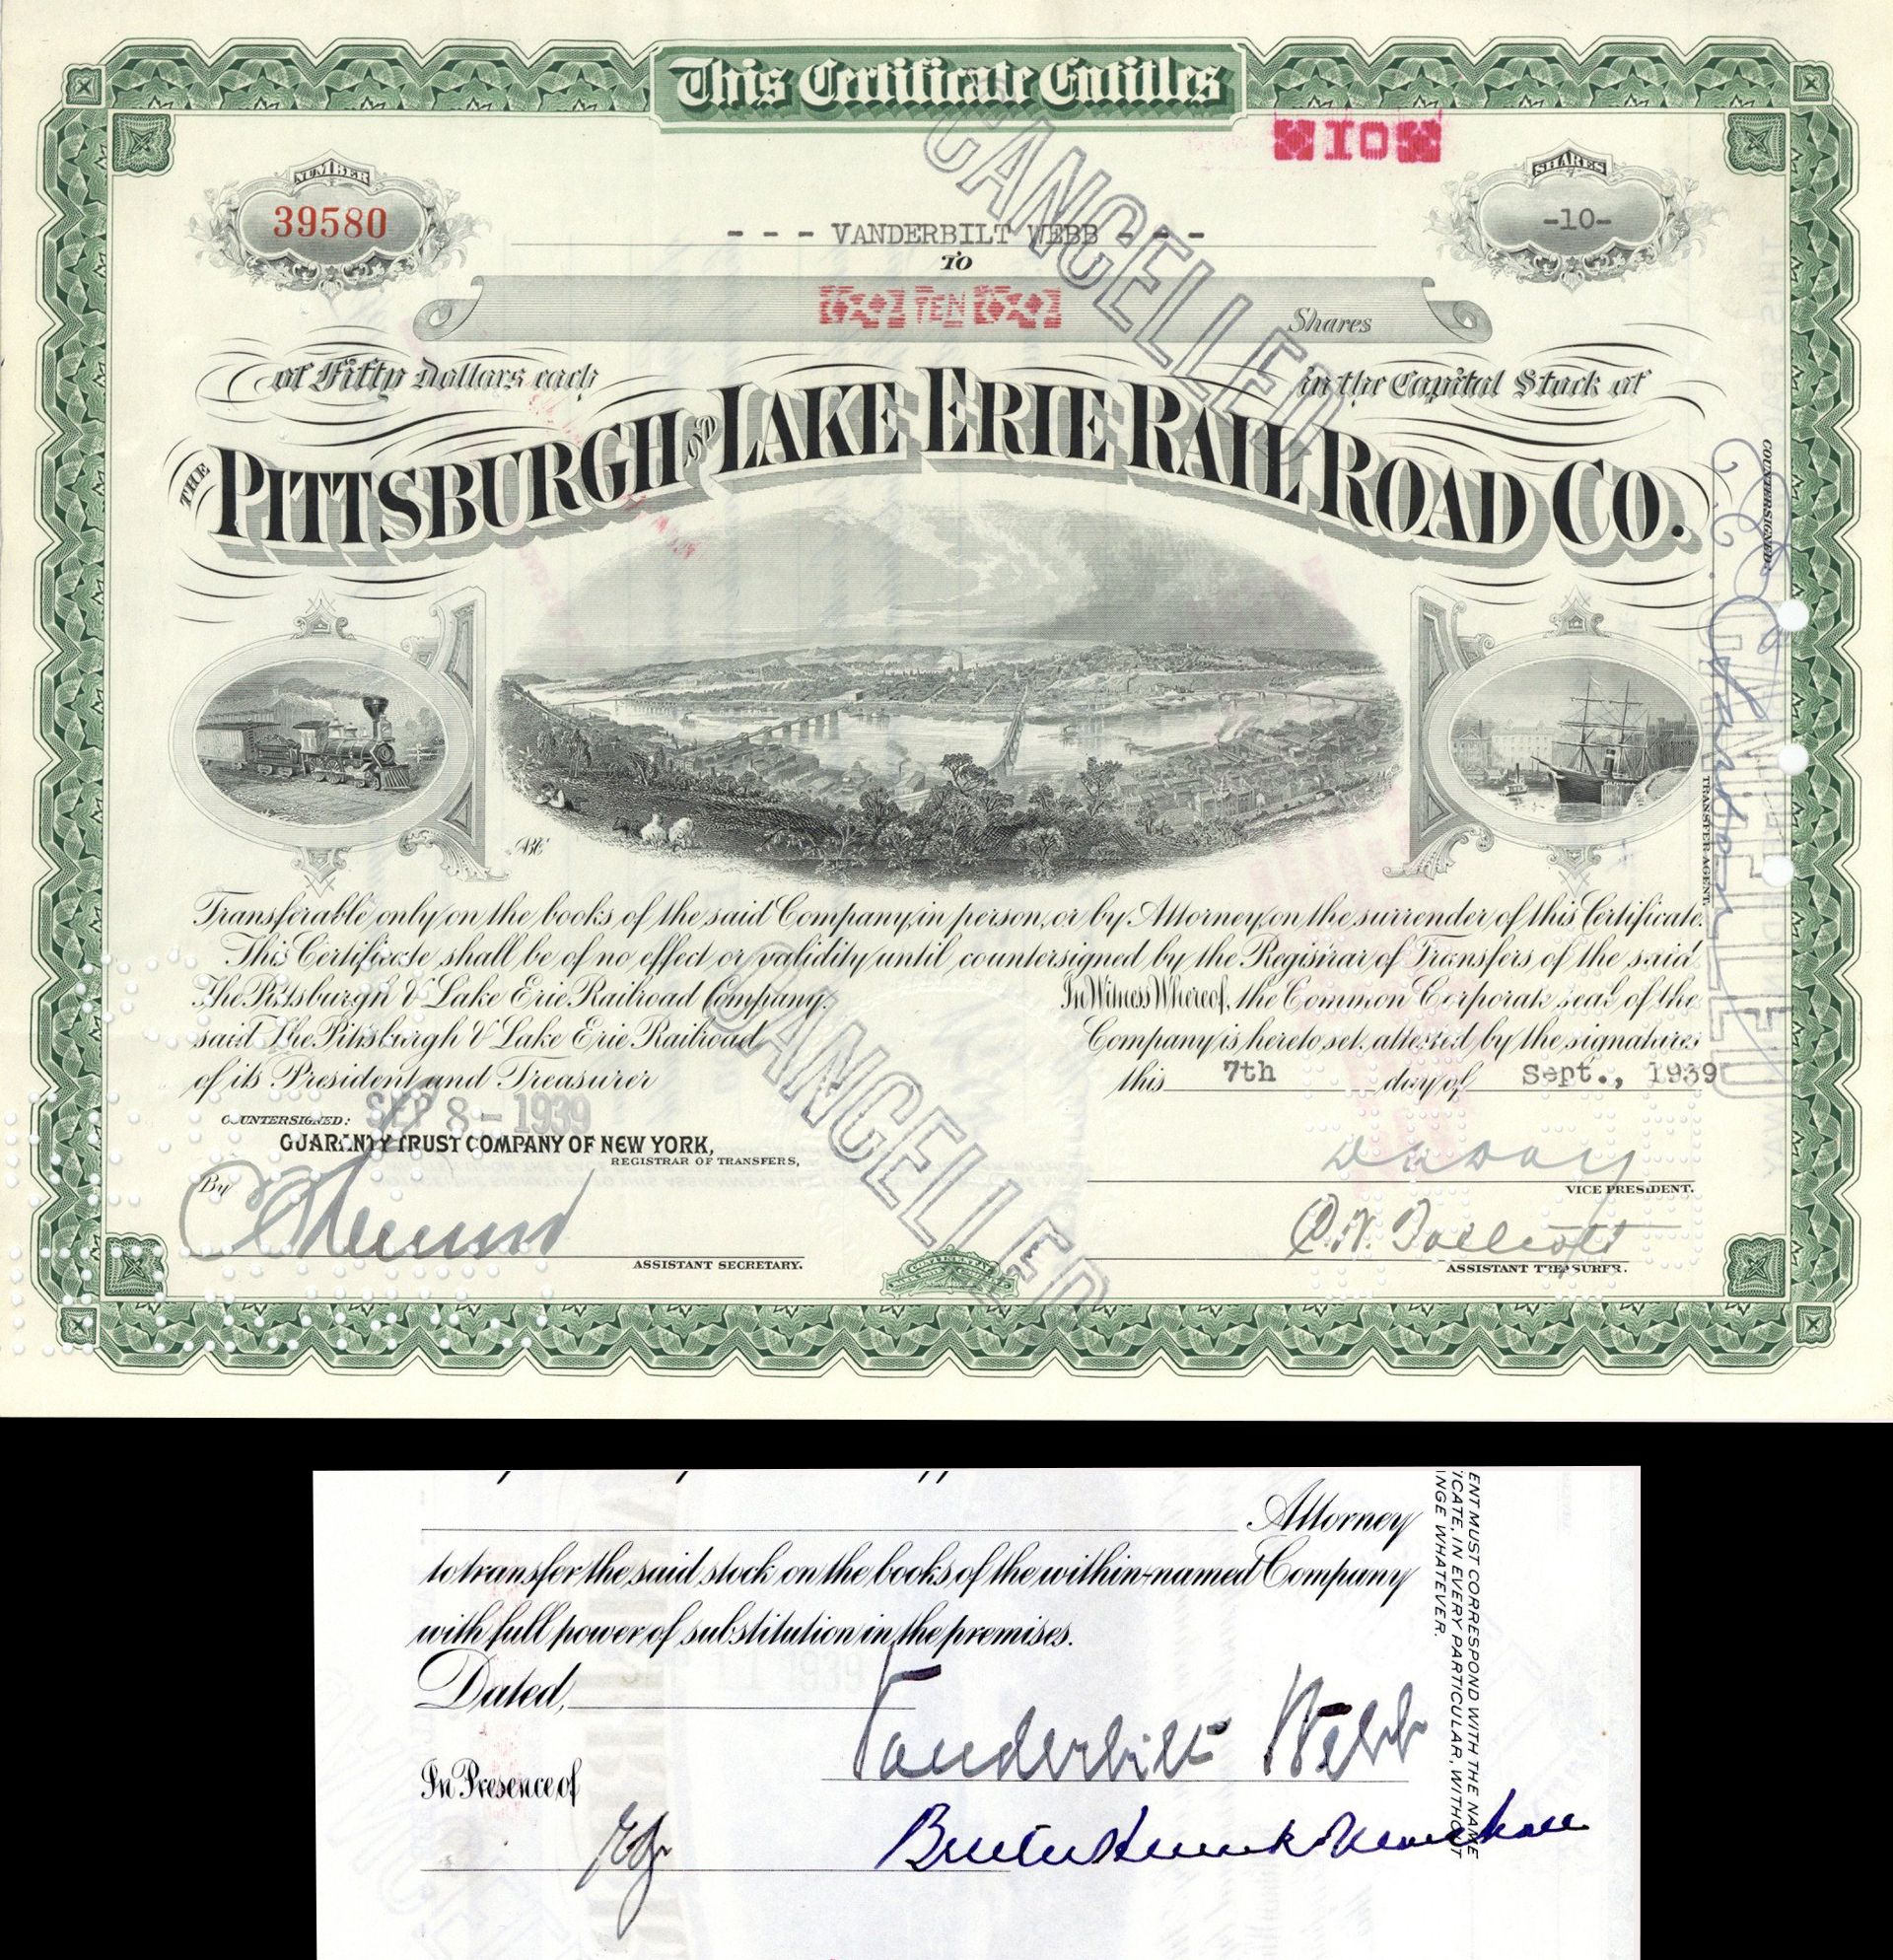 This Certificate Entitles
IOI
NUMBER
39580
SHARES
-10-
- - - VANDERBILT WEBB - - -
TO
TEN
Shares
of Fifty Dollars each
in the Capital Stock of
THE PITTSBURGH AND LAKE ERIE RAIL ROAD CO.
CANCELLED
COUNTERSIGNED:
TRANSFER AGENT.
CANCELLED
Transferable only on the books of the said Company, in person, or by Attorney, on the surrender of this Certificate.
This Certificate shall be of no effect or validity until countersigned by the Registrar of Transfers of the said
The Pittsburgh & Lake Erie Railroad Company.
In Witness Whereof, the Common Corporate seal of the
said The Pittsburgh & Lake Erie Railroad
Company is hereto set, attested by the signatures
of its President and Treasurer
this 7th day of Sept., 1939
CANCELLED
COUNTERSIGNED:
SEP 8 - 1939
GUARANTY TRUST COMPANY OF NEW YORK,
REGISTRAR OF TRANSFERS,
By
ASSISTANT SECRETARY.
VICE PRESIDENT.
ASSISTANT TREASURER.
Attorney
to transfer the said stock on the books of the within-named Company
with full power of substitution in the premises.
Dated,
11 1939
Vanderbilt Webb
In Presence of
ENT MUST CORRESPOND WITH THE NAME
ICATE, IN EVERY PARTICULAR, WITHOUT
NGE WHATEVER.